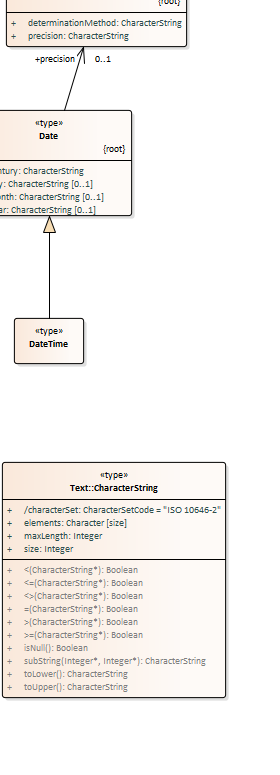 {root}
+ determinationMethod: CharacterString
+ precision: CharacterString
+precision 0..1
«type»
Date
{root}
ntury: CharacterString
y: CharacterString [0..1]
nth: CharacterString [0..1]
ar: CharacterString [0..1]
«type»
DateTime
«type»
Text::CharacterString
+ /characterSet: CharacterSetCode = "ISO 10646-2"
+ elements: Character [size]
+ maxLength: Integer
+ size: Integer
+ <(CharacterString*): Boolean
+ <=(CharacterString*): Boolean
+ <>(CharacterString*): Boolean
+ =(CharacterString*): Boolean
+ >(CharacterString*): Boolean
+ >=(CharacterString*): Boolean
+ isNull(): Boolean
+ subString(Integer*, Integer*): CharacterString
+ toLower(): CharacterString
+ toUpper(): CharacterString